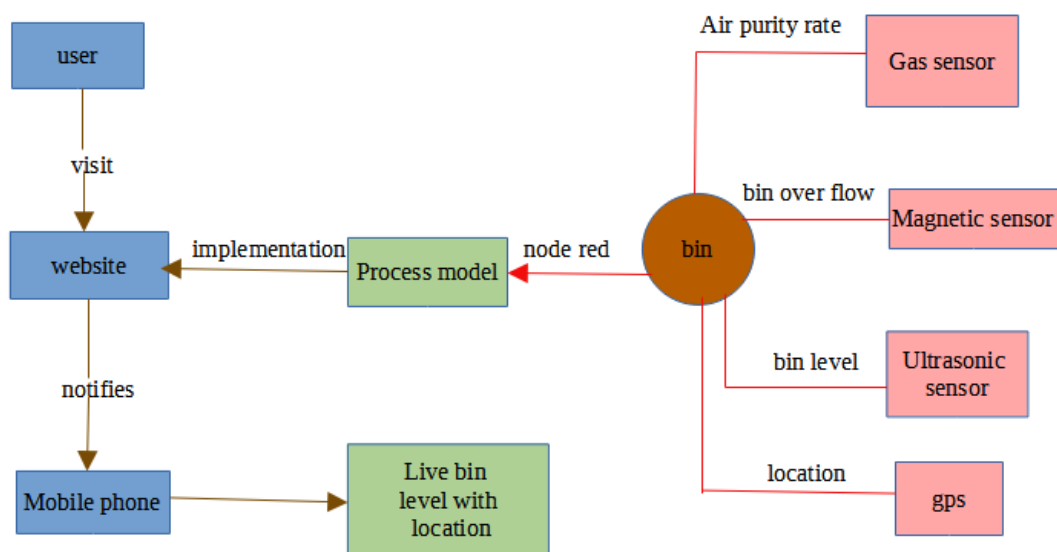 user
visit
website
implementation
Process model
node red
bin
Air purity rate
Gas sensor
bin over flow
Magnetic sensor
bin level
Ultrasonic
sensor
location
gps
notifies
Mobile phone
Live bin
level with
location